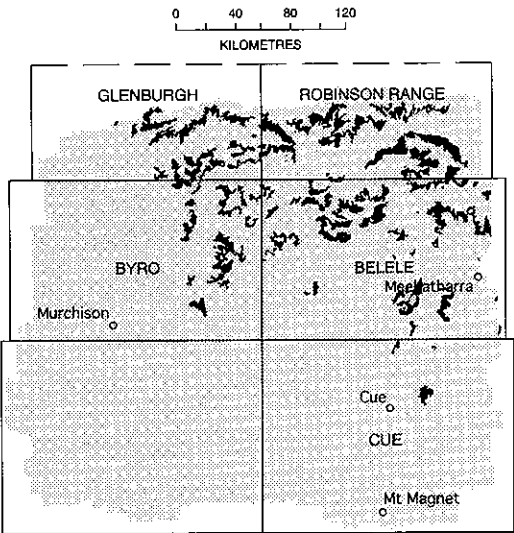 0 40 80 120
KILOMETRES
GLENBURGH ROBINSON RANGE
BYRO BELELE
Meekatharra
Murchison
Cue
CUE
Mt Magnet